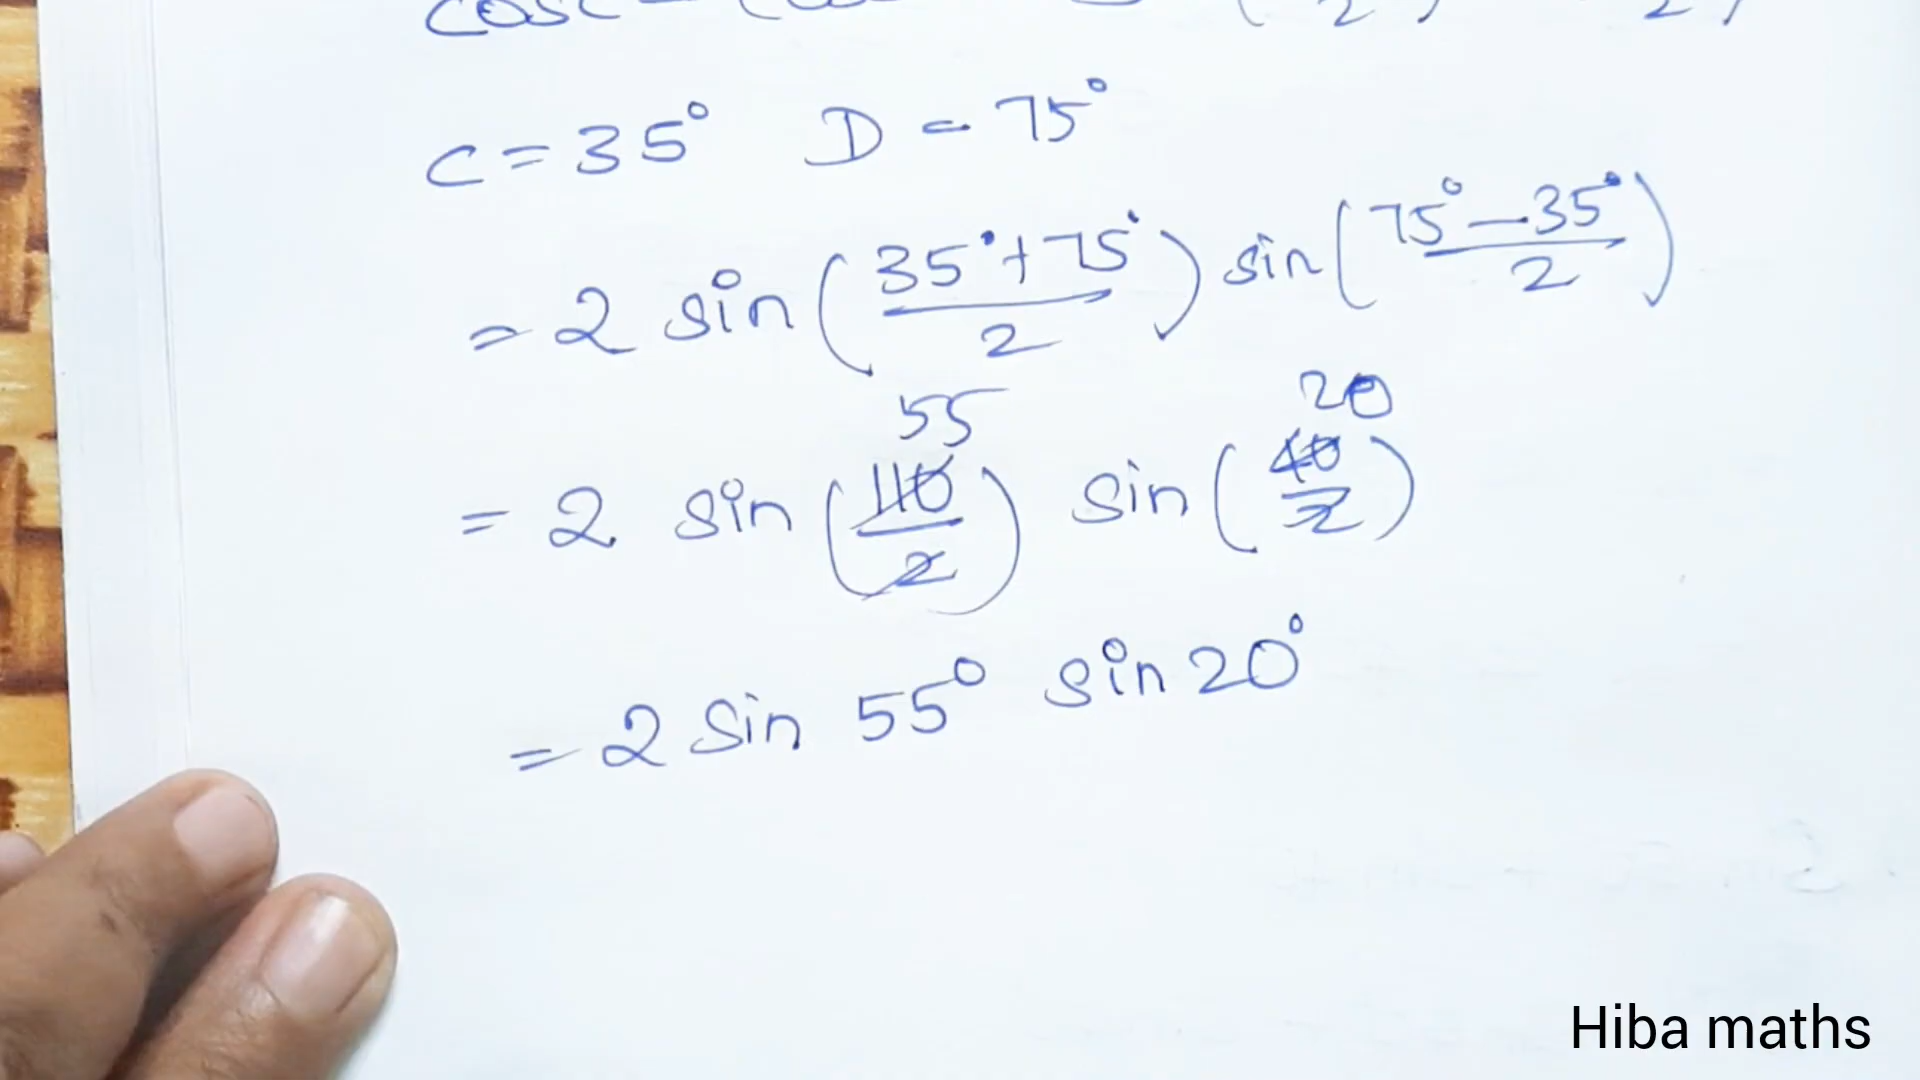 cosc
c = 35° D = 75°
= 2 sin ( 35° + 75° / 2 ) sin ( 75° - 35° / 2 )
55 20
= 2 sin ( 110 / 2 ) sin ( 40 / 2 )
= 2 sin 55° sin 20°
Hiba maths